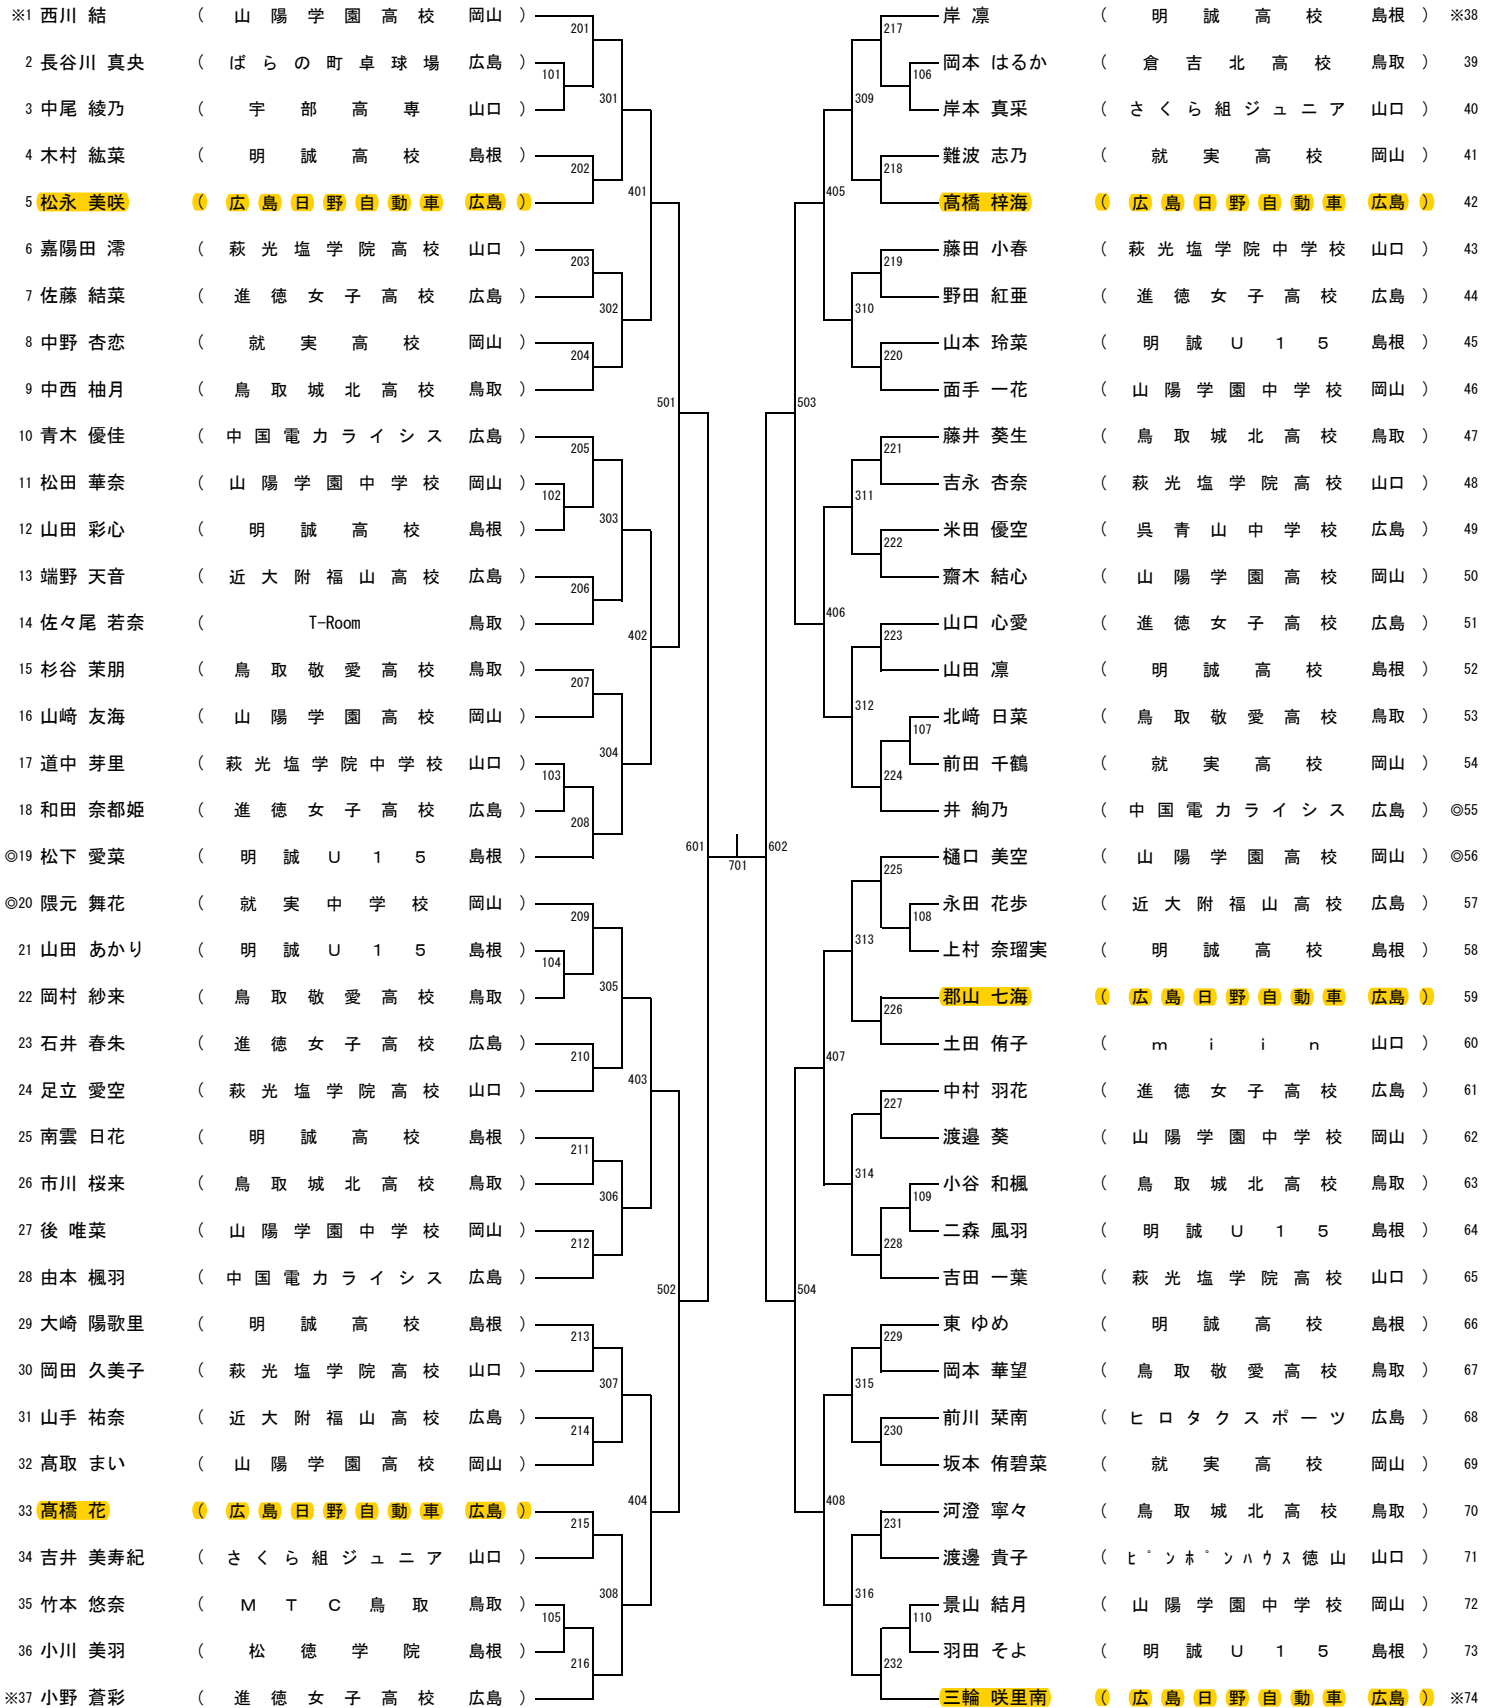 ※1 西川 結 ( 山陽学園高校 岡山 )
2 長谷川 真央 ( ばらの町卓球場 広島 )
3 中尾 綾乃 ( 宇部高専 山口 )
4 木村 紘菜 ( 明誠高校 島根 )
5 松永 美咲 ( 広島日野自動車 広島 )
6 嘉陽田 澪 ( 萩光塩学院高校 山口 )
7 佐藤 結菜 ( 進徳女子高校 広島 )
8 中野 杏恋 ( 就実高校 岡山 )
9 中西 柚月 ( 鳥取城北高校 鳥取 )
10 青木 優佳 ( 中国電力ライシス 広島 )
11 松田 華奈 ( 山陽学園中学校 岡山 )
12 山田 彩心 ( 明誠高校 島根 )
13 端野 天音 ( 近大附福山高校 広島 )
14 佐々尾 若奈 ( T-Room 鳥取 )
15 杉谷 茉朋 ( 鳥取敬愛高校 鳥取 )
16 山﨑 友海 ( 山陽学園高校 岡山 )
17 道中 芽里 ( 萩光塩学院中学校 山口 )
18 和田 奈都姫 ( 進徳女子高校 広島 )
◎19 松下 愛菜 ( 明誠U15 島根 )
◎20 隈元 舞花 ( 就実中学校 岡山 )
21 山田 あかり ( 明誠U15 島根 )
22 岡村 紗来 ( 鳥取敬愛高校 鳥取 )
23 石井 春朱 ( 進徳女子高校 広島 )
24 足立 愛空 ( 萩光塩学院高校 山口 )
25 南雲 日花 ( 明誠高校 島根 )
26 市川 桜来 ( 鳥取城北高校 鳥取 )
27 後 唯菜 ( 山陽学園中学校 岡山 )
28 由本 楓羽 ( 中国電力ライシス 広島 )
29 大崎 陽歌里 ( 明誠高校 島根 )
30 岡田 久美子 ( 萩光塩学院高校 山口 )
31 山手 祐奈 ( 近大附福山高校 広島 )
32 髙取 まい ( 山陽学園高校 岡山 )
33 高橋 花 ( 広島日野自動車 広島 )
34 吉井 美寿紀 ( さくら組ジュニア 山口 )
35 竹本 悠奈 ( MTC鳥取 鳥取 )
36 小川 美羽 ( 松徳学院 島根 )
※37 小野 蒼彩 ( 進徳女子高校 広島 )
201
101
301
202
401
203
302
204
501
205
102
303
206
402
207
304
103
208
601
209
104
305
210
403
211
306
212
502
213
307
214
404
215
308
105
216
701
602
217
106
309
218
405
219
310
220
503
221
311
222
406
223
312
107
224
225
108
313
226
407
227
314
109
228
504
229
315
230
408
231
316
110
232
岸 凛 ( 明誠高校 島根 ) ※38
岡本 はるか ( 倉吉北高校 鳥取 ) 39
岸本 真采 ( さくら組ジュニア 山口 ) 40
難波 志乃 ( 就実高校 岡山 ) 41
髙橋 梓海 ( 広島日野自動車 広島 ) 42
藤田 小春 ( 萩光塩学院中学校 山口 ) 43
野田 紅亜 ( 進徳女子高校 広島 ) 44
山本 玲菜 ( 明誠U15 島根 ) 45
面手 一花 ( 山陽学園中学校 岡山 ) 46
藤井 葵生 ( 鳥取城北高校 鳥取 ) 47
吉永 杏奈 ( 萩光塩学院高校 山口 ) 48
米田 優空 ( 呉青山中学校 広島 ) 49
齋木 結心 ( 山陽学園高校 岡山 ) 50
山口 心愛 ( 進徳女子高校 広島 ) 51
山田 凛 ( 明誠高校 島根 ) 52
北﨑 日菜 ( 鳥取敬愛高校 鳥取 ) 53
前田 千鶴 ( 就実高校 岡山 ) 54
井 絢乃 ( 中国電力ライシス 広島 ) ◎55
樋口 美空 ( 山陽学園高校 岡山 ) ◎56
永田 花歩 ( 近大附福山高校 広島 ) 57
上村 奈瑠実 ( 明誠高校 島根 ) 58
郡山 七海 ( 広島日野自動車 広島 ) 59
土田 侑子 ( miin 山口 ) 60
中村 羽花 ( 進徳女子高校 広島 ) 61
渡邉 葵 ( 山陽学園中学校 岡山 ) 62
小谷 和楓 ( 鳥取城北高校 鳥取 ) 63
二森 風羽 ( 明誠U15 島根 ) 64
吉田 一葉 ( 萩光塩学院高校 山口 ) 65
東 ゆめ ( 明誠高校 島根 ) 66
岡本 華望 ( 鳥取敬愛高校 鳥取 ) 67
前川 栞南 ( ヒロタクスポーツ 広島 ) 68
坂本 侑碧菜 ( 就実高校 岡山 ) 69
河澄 寧々 ( 鳥取城北高校 鳥取 ) 70
渡邊 貴子 ( ﾋﾟﾝﾎﾟﾝハウス徳山 山口 ) 71
景山 結月 ( 山陽学園中学校 岡山 ) 72
羽田 そよ ( 明誠U15 島根 ) 73
三輪 咲里南 ( 広島日野自動車 広島 ) ※74